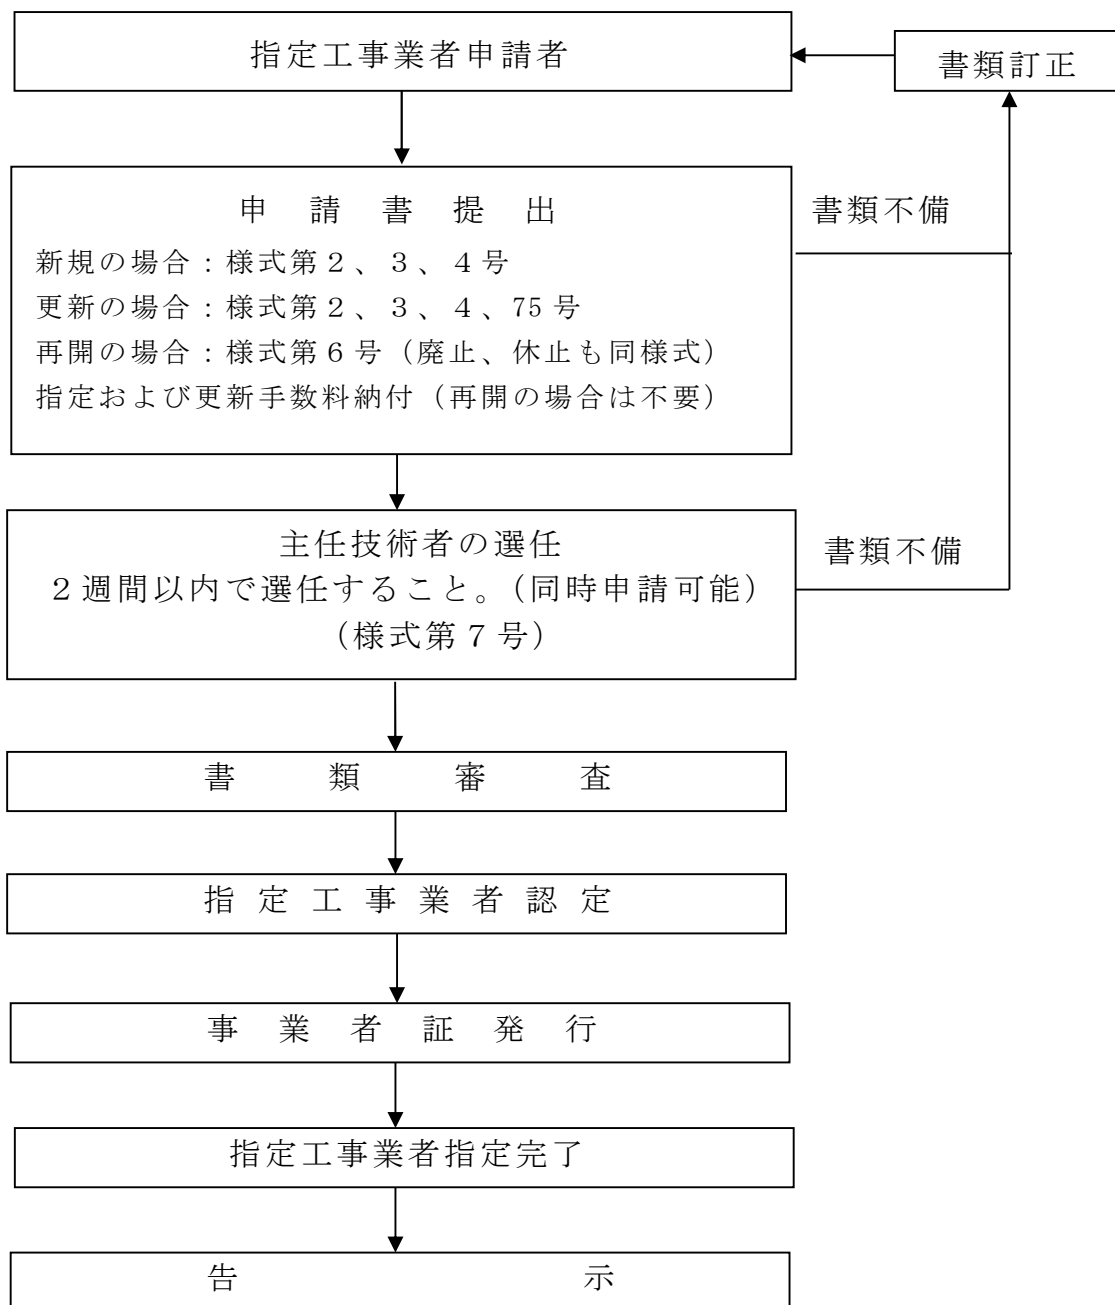 指定工事業者申請者
書類訂正
申請書提出
書類不備
新規の場合：様式第２、３、４号
更新の場合：様式第２、３、４、75号
再開の場合：様式第６号（廃止、休止も同様式）
指定および更新手数料納付（再開の場合は不要）
主任技術者の選任
書類不備
２週間以内で選任すること。（同時申請可能）
（様式第７号）
書類審査
指定工事業者認定
事業者証発行
指定工事業者指定完了
告示